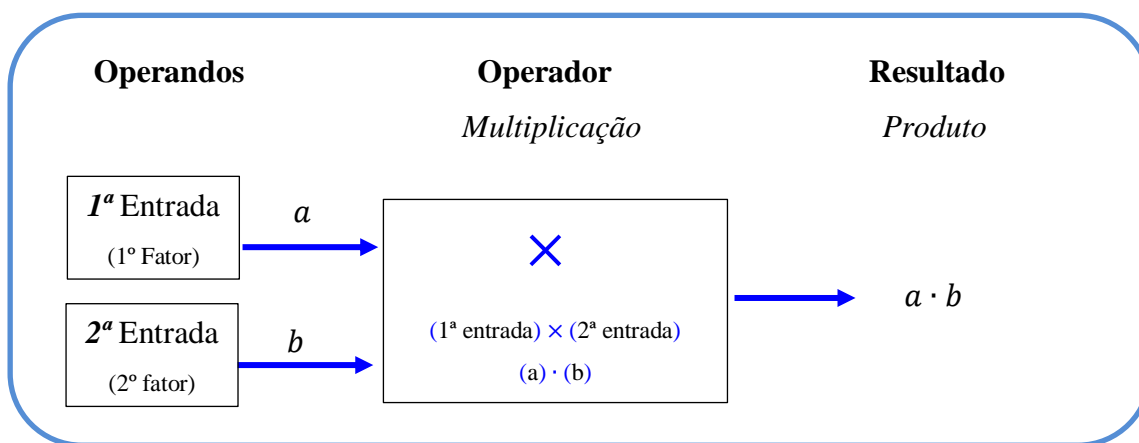 Operandos Operador Resultado
Multiplicação Produto
1ª Entrada
(1º Fator)
a
×
a · b
2ª Entrada
(2º fator)
b
(1ª entrada) × (2ª entrada)
(a) · (b)